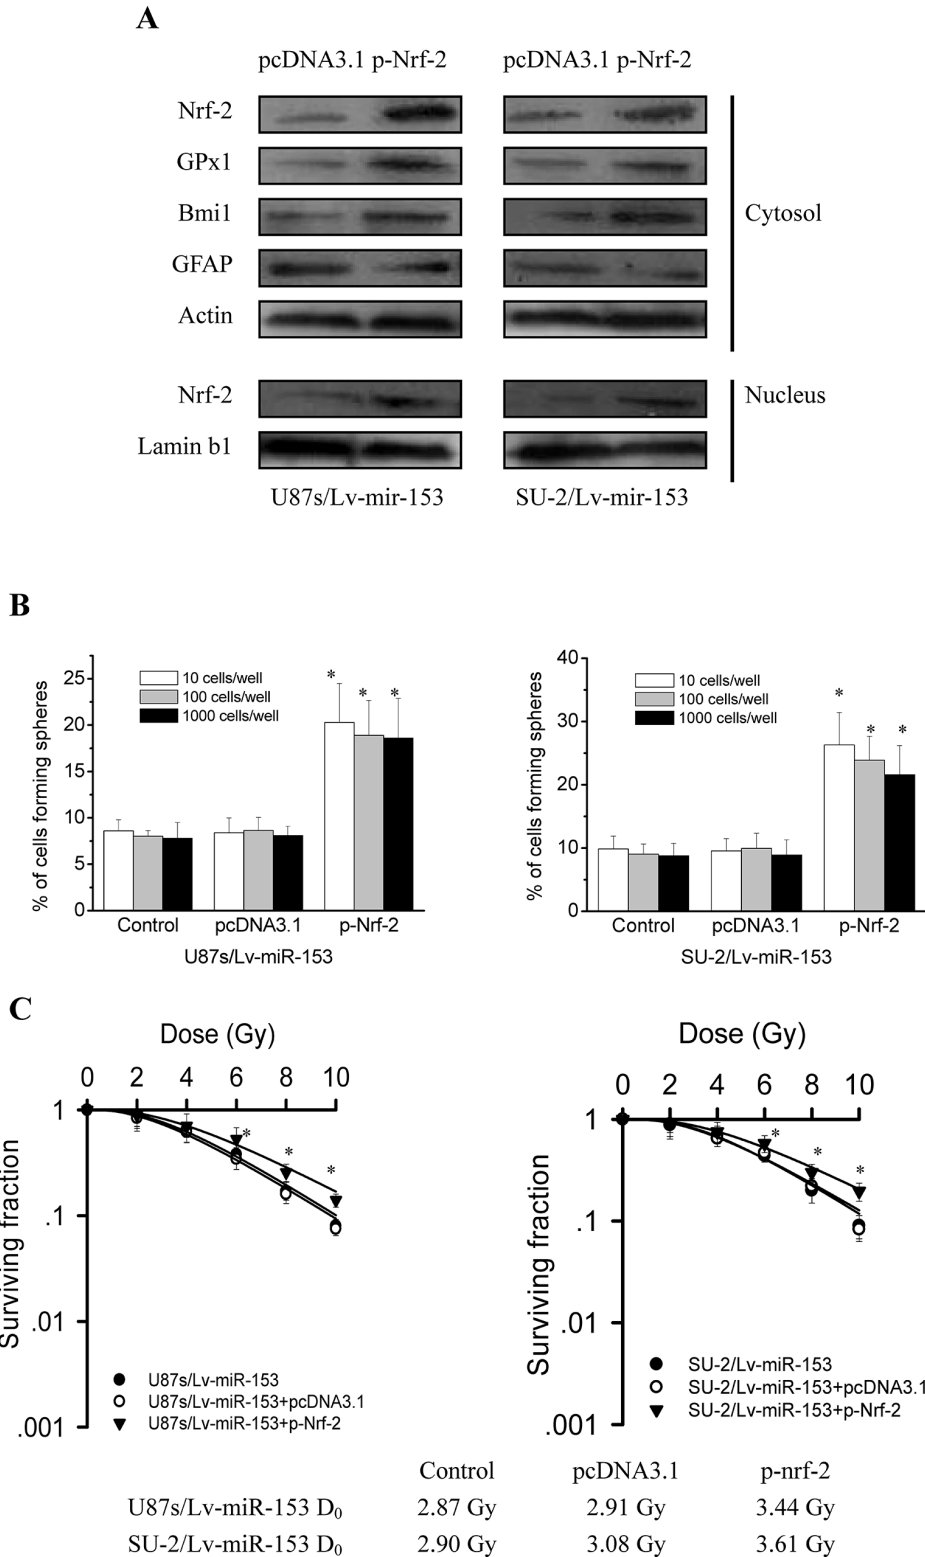 A
pcDNA3.1 p-Nrf-2 pcDNA3.1 p-Nrf-2
Nrf-2
GPx1
Bmi1 Cytosol
GFAP
Actin
Nrf-2 Nucleus
Lamin b1
U87s/Lv-mir-153 SU-2/Lv-mir-153
B
% of cells forming spheres
25
20
15
10
5
0
10 cells/well
100 cells/well
1000 cells/well
* * *
Control pcDNA3.1 p-Nrf-2
U87s/Lv-miR-153
% of cells forming spheres
40
30
20
10
0
10 cells/well
100 cells/well
1000 cells/well
* * *
Control pcDNA3.1 p-Nrf-2
SU-2/Lv-miR-153
C
Dose (Gy)
0 2 4 6 8 10
Surviving fraction
1
.1
.01
.001
* * *
U87s/Lv-miR-153
U87s/Lv-miR-153+pcDNA3.1
U87s/Lv-miR-153+p-Nrf-2
Dose (Gy)
0 2 4 6 8 10
Surviving fraction
1
.1
.01
.001
* * *
SU-2/Lv-miR-153
SU-2/Lv-miR-153+pcDNA3.1
SU-2/Lv-miR-153+p-Nrf-2
Control pcDNA3.1 p-nrf-2
U87s/Lv-miR-153 D₀ 2.87 Gy 2.91 Gy 3.44 Gy
SU-2/Lv-miR-153 D₀ 2.90 Gy 3.08 Gy 3.61 Gy